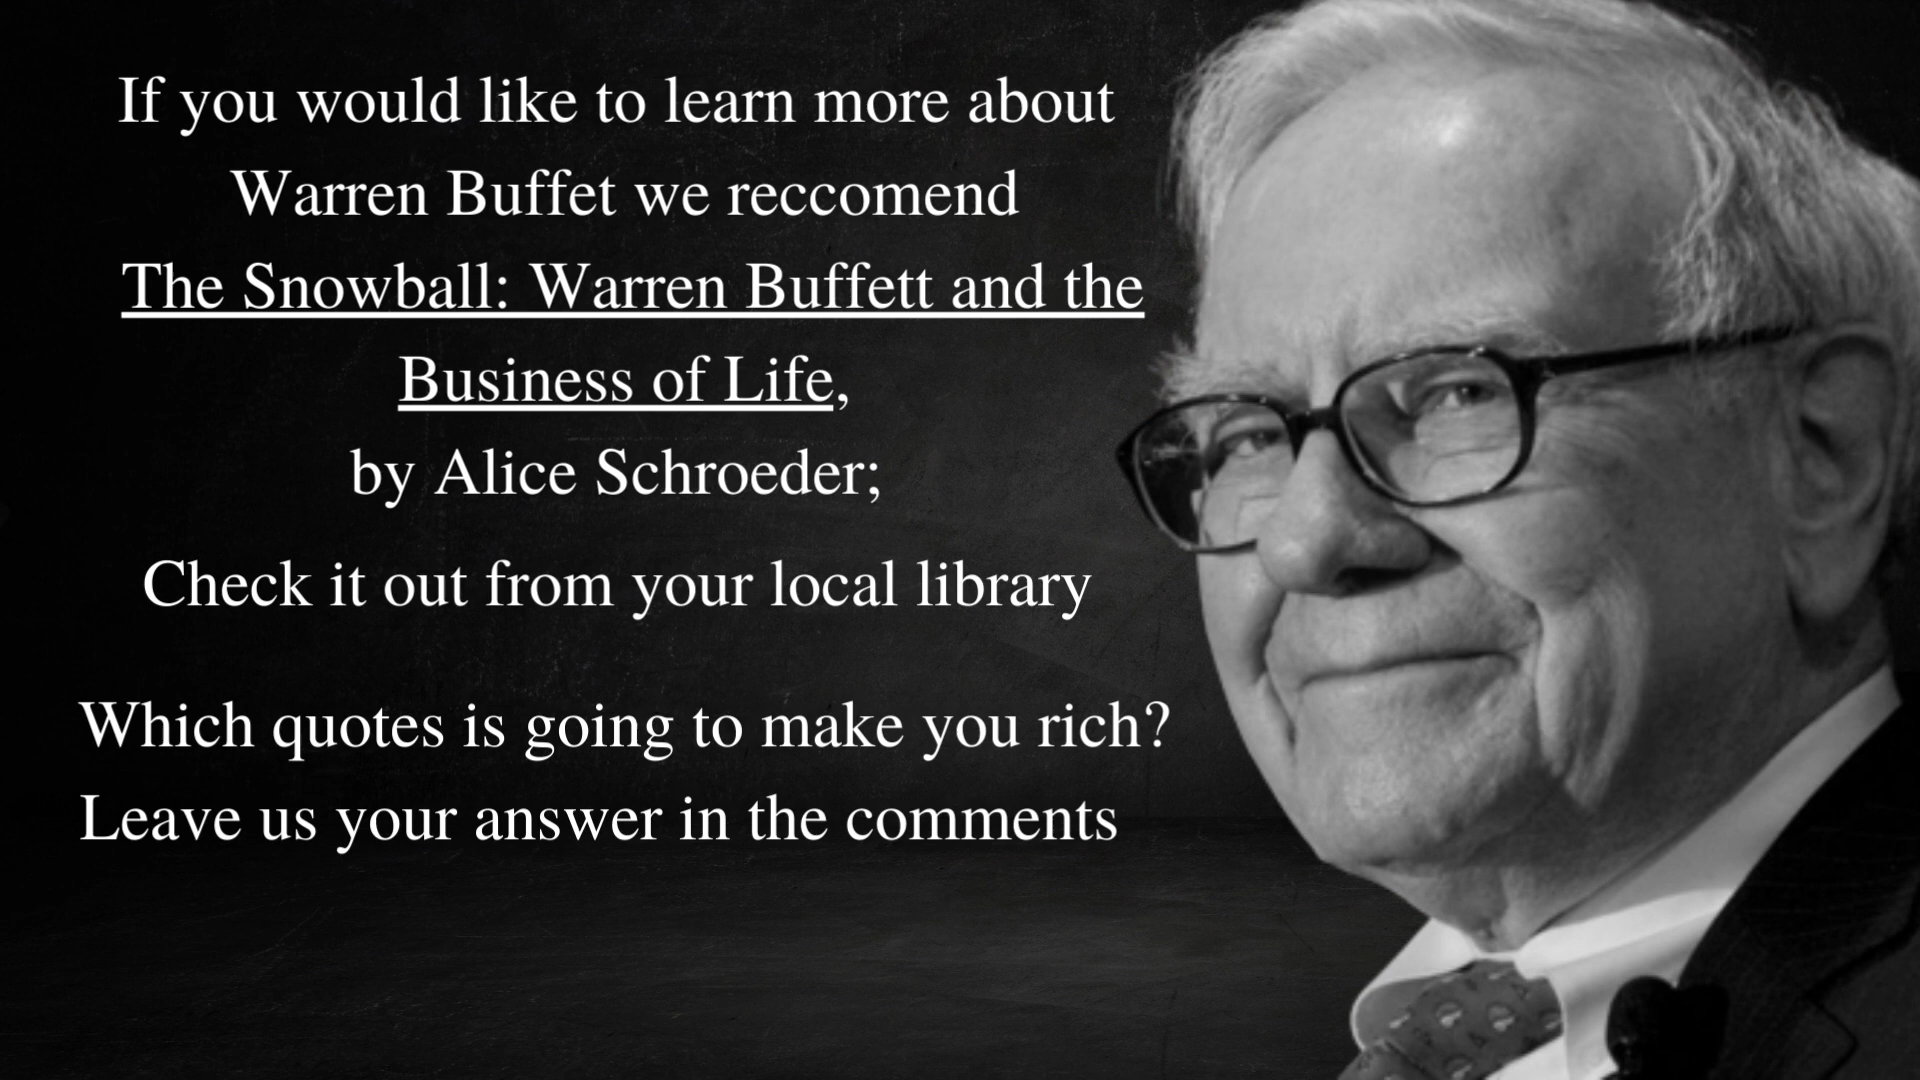 If you would like to learn more about
Warren Buffet we reccomend
The Snowball: Warren Buffett and the
Business of Life,
by Alice Schroeder;
Check it out from your local library
Which quotes is going to make you rich?
Leave us your answer in the comments